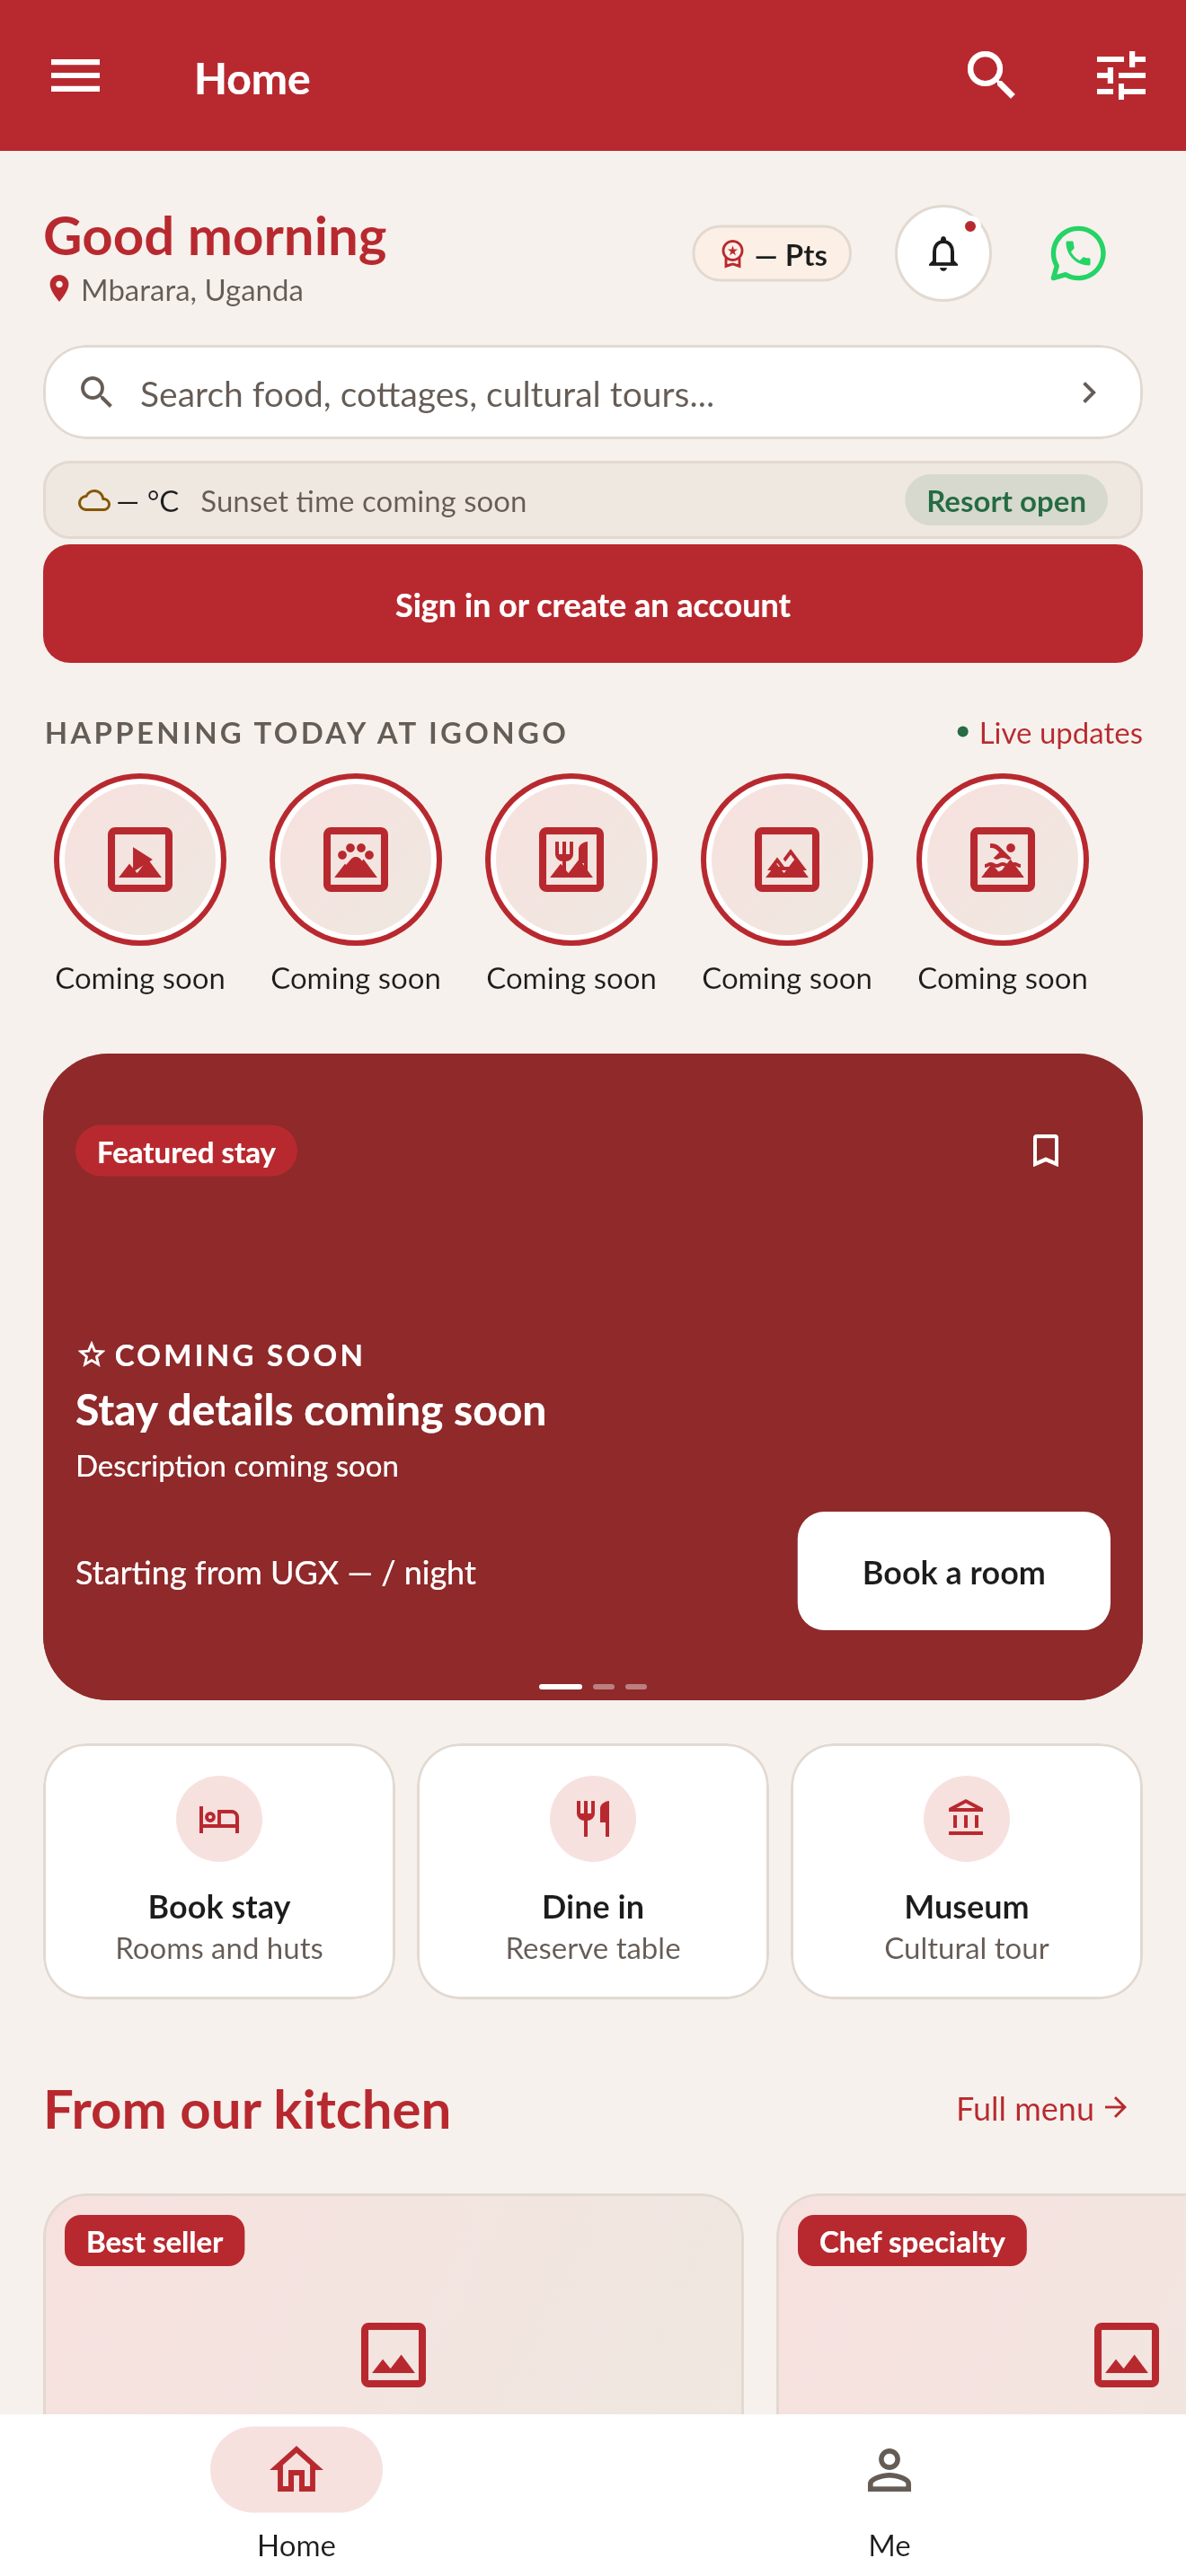 Home
Good morning
Mbarara, Uganda
— Pts
Search food, cottages, cultural tours...
— °C Sunset time coming soon
Resort open
Sign in or create an account
HAPPENING TODAY AT IGONGO
Live updates
Coming soon
Coming soon
Coming soon
Coming soon
Coming soon
Featured stay
COMING SOON
Stay details coming soon
Description coming soon
Starting from UGX — / night
Book a room
Book stay
Rooms and huts
Dine in
Reserve table
Museum
Cultural tour
From our kitchen
Full menu
Best seller
Chef specialty
Home
Me